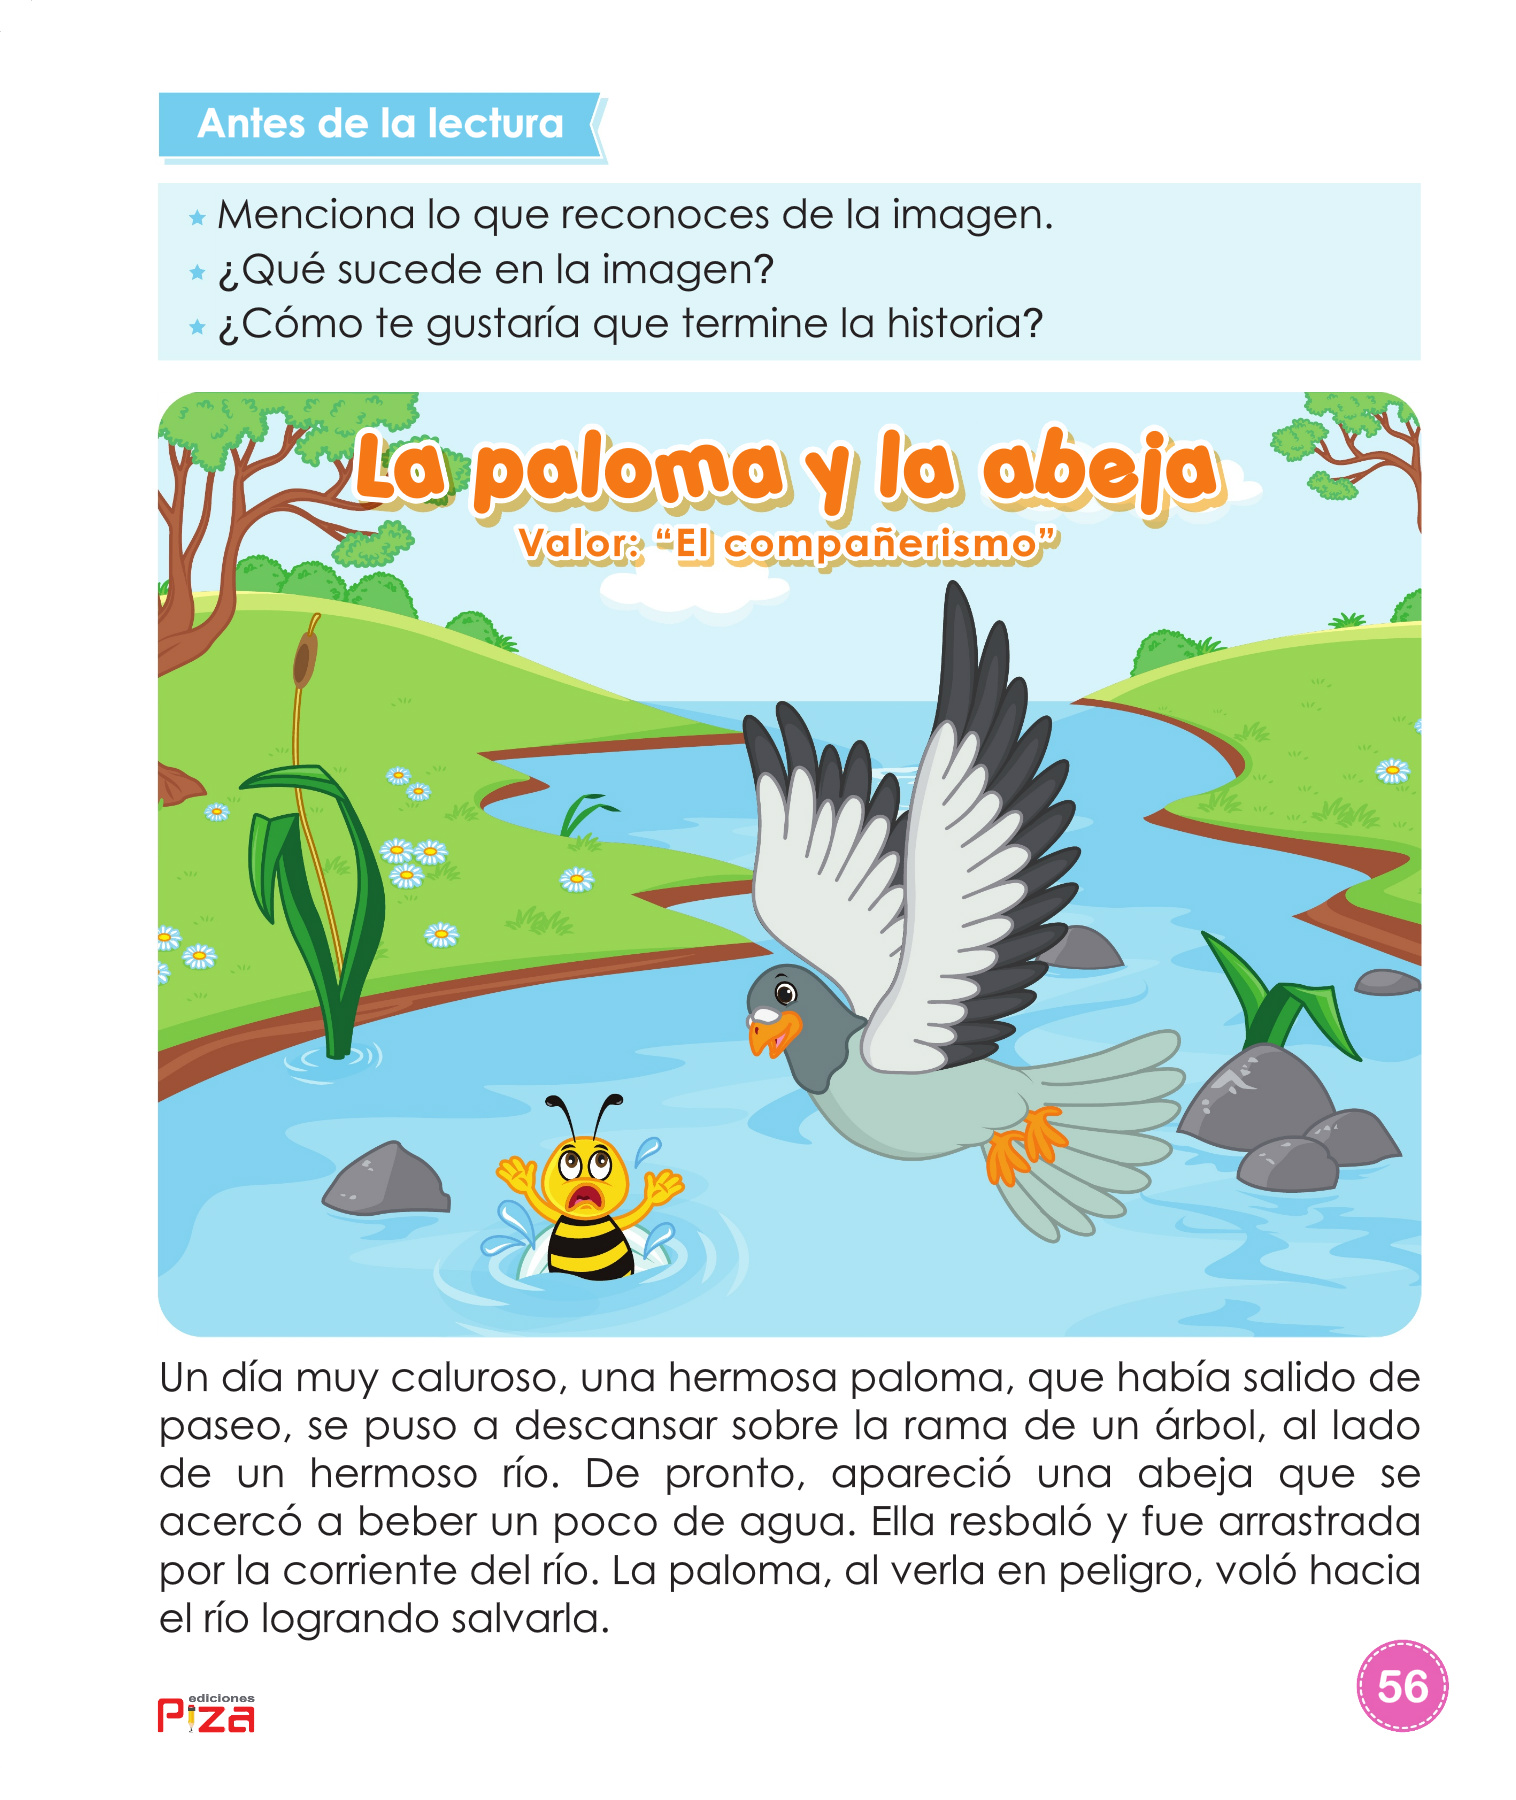 Antes de la lectura
Menciona lo que reconoces de la imagen.
¿Qué sucede en la imagen?
¿Cómo te gustaría que termine la historia?
La paloma y la abeja
Valor: “El compañerismo”
Un día muy caluroso, una hermosa paloma, que había salido de
paseo, se puso a descansar sobre la rama de un árbol, al lado
de un hermoso río. De pronto, apareció una abeja que se
acercó a beber un poco de agua. Ella resbaló y fue arrastrada
por la corriente del río. La paloma, al verla en peligro, voló hacia
el río logrando salvarla.
ediciones
Piza
56